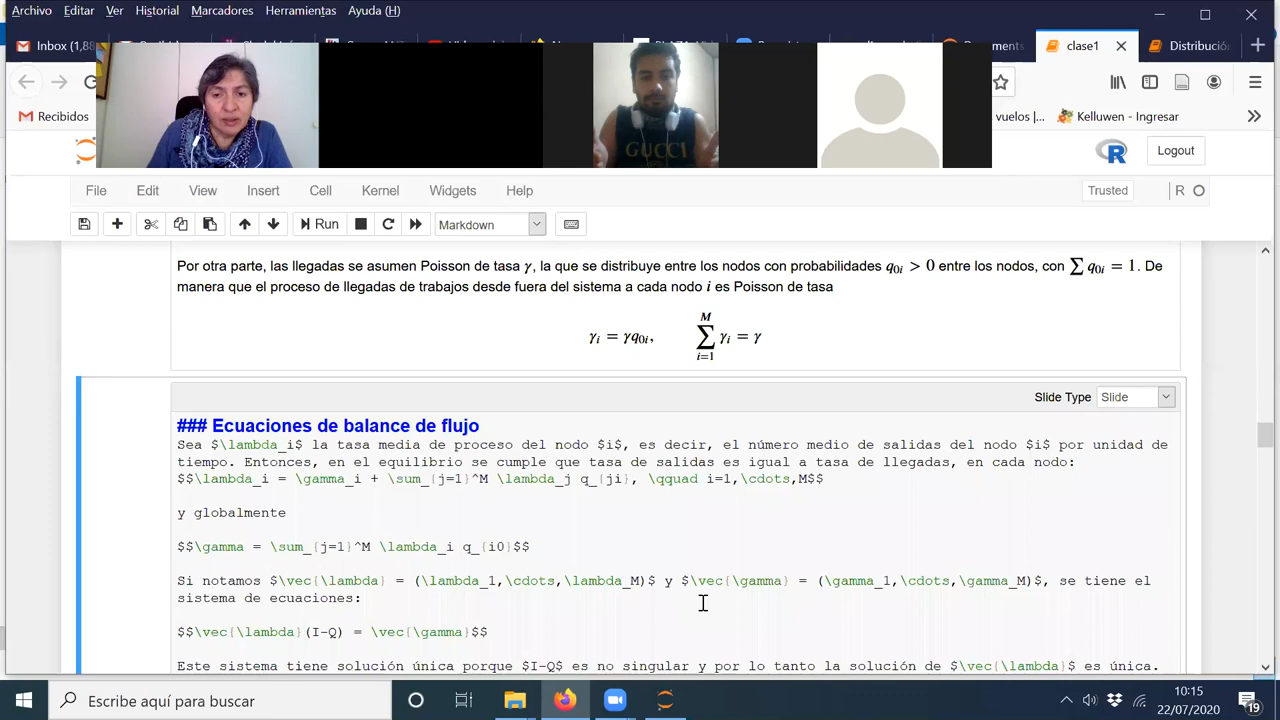 Archivo Editar Ver Historial Marcadores Herramientas Ayuda (H)
Inbox (1,88
clase1
Distribución
Recibidos
vuelos |...
Kelluwen - Ingresar
GUCCI
R
Logout
File Edit View Insert Cell Kernel Widgets Help
Trusted
R
Run
Markdown
Por otra parte, las llegadas se asumen Poisson de tasa γ, la que se distribuye entre los nodos con probabilidades q₀ᵢ > 0 entre los nodos, con ∑ q₀ᵢ = 1. De
manera que el proceso de llegadas de trabajos desde fuera del sistema a cada nodo i es Poisson de tasa
γᵢ = γq₀ᵢ, ∑_{i=1}^{M} γᵢ = γ
Slide Type Slide
### Ecuaciones de balance de flujo
Sea $\lambda_i$ la tasa media de proceso del nodo $i$, es decir, el número medio de salidas del nodo $i$ por unidad de
tiempo. Entonces, en el equilibrio se cumple que tasa de salidas es igual a tasa de llegadas, en cada nodo:
$$\lambda_i = \gamma_i + \sum_{j=1}^M \lambda_j q_{ji}, \qquad i=1,\cdots,M$$
y globalmente
$$\gamma = \sum_{j=1}^M \lambda_i q_{i0}$$
Si notamos $\vec{\lambda} = (\lambda_1,\cdots,\lambda_M)$ y $\vec{\gamma} = (\gamma_1,\cdots,\gamma_M)$, se tiene el
sistema de ecuaciones:
$$\vec{\lambda}(I-Q) = \vec{\gamma}$$
Este sistema tiene solución única porque $I-Q$ es no singular y por lo tanto la solución de $\vec{\lambda}$ es única.
Escribe aquí para buscar
10:15
22/07/2020
19